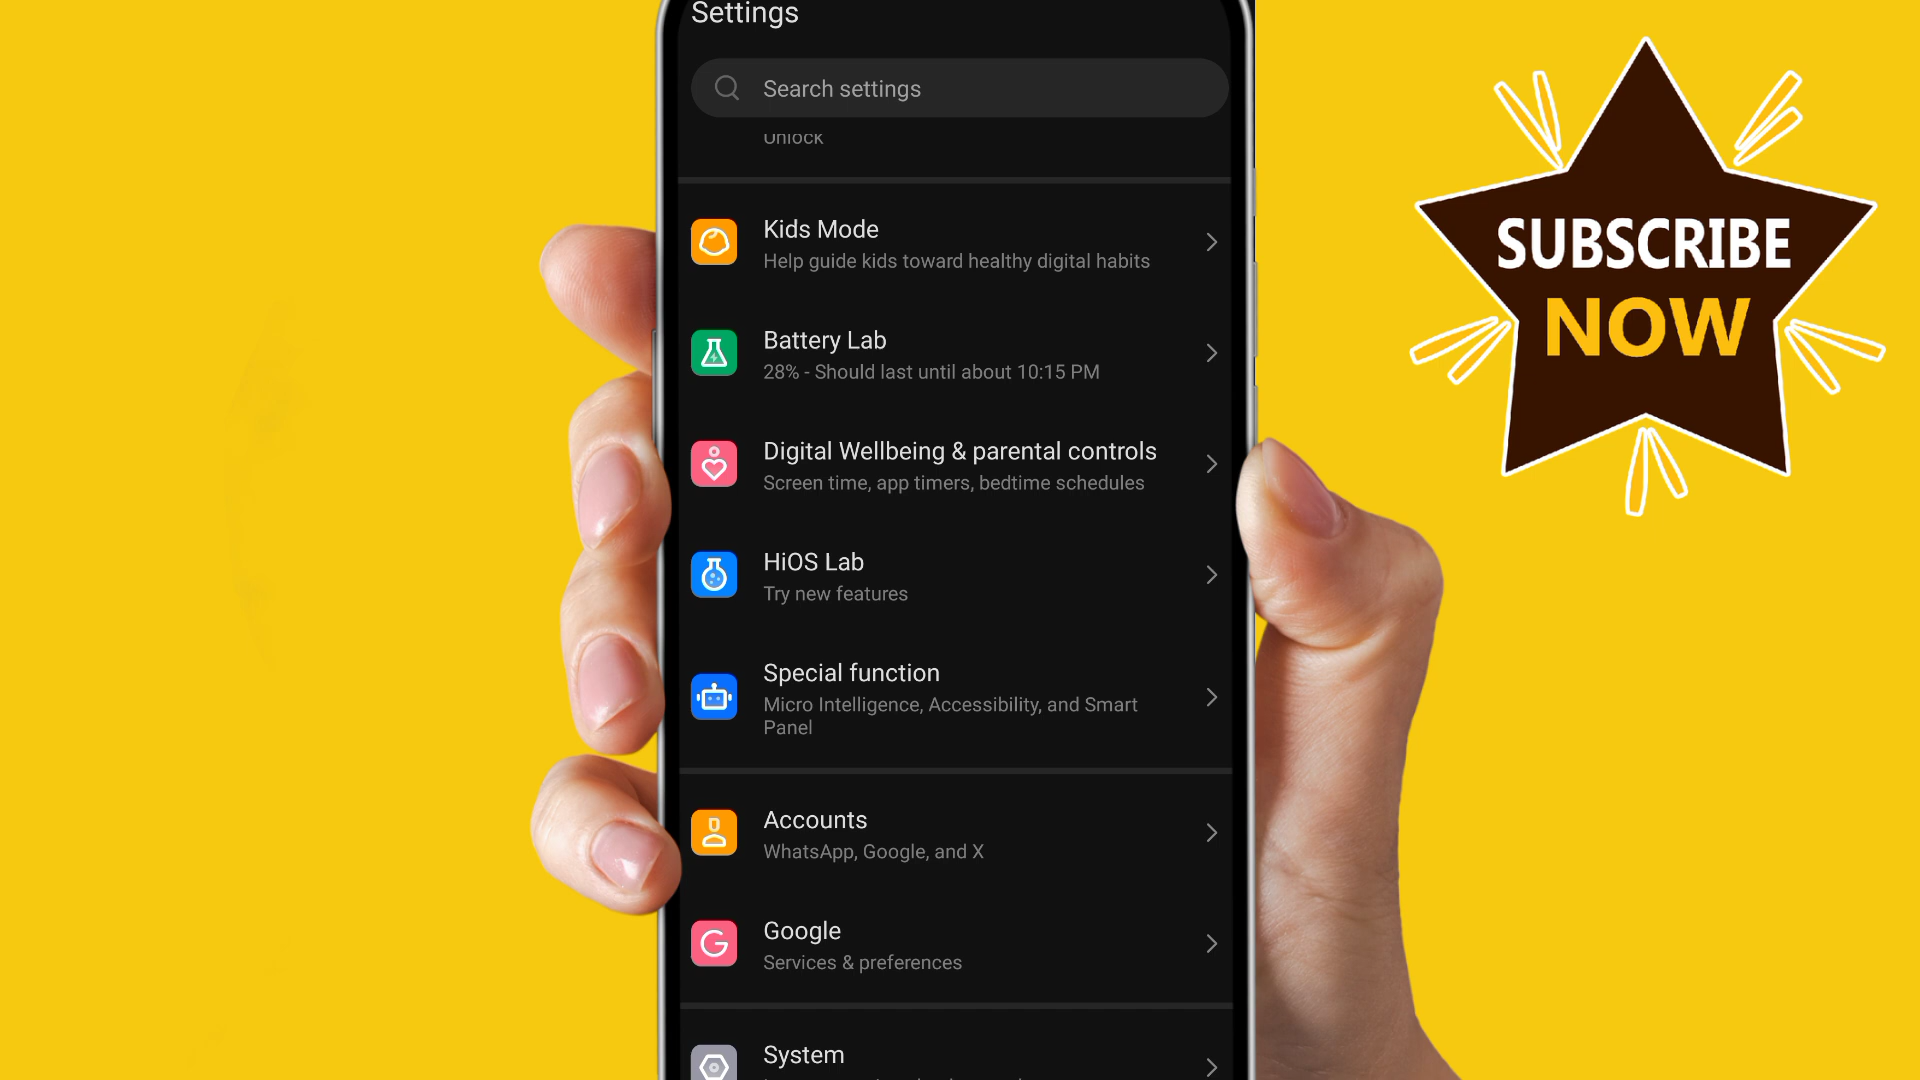 Settings
Search settings
Unlock
Kids Mode
Help guide kids toward healthy digital habits
Battery Lab
28% - Should last until about 10:15 PM
Digital Wellbeing & parental controls
Screen time, app timers, bedtime schedules
HiOS Lab
Try new features
Special function
Micro Intelligence, Accessibility, and Smart
Panel
Accounts
WhatsApp, Google, and X
Google
Services & preferences
System
SUBSCRIBE
NOW